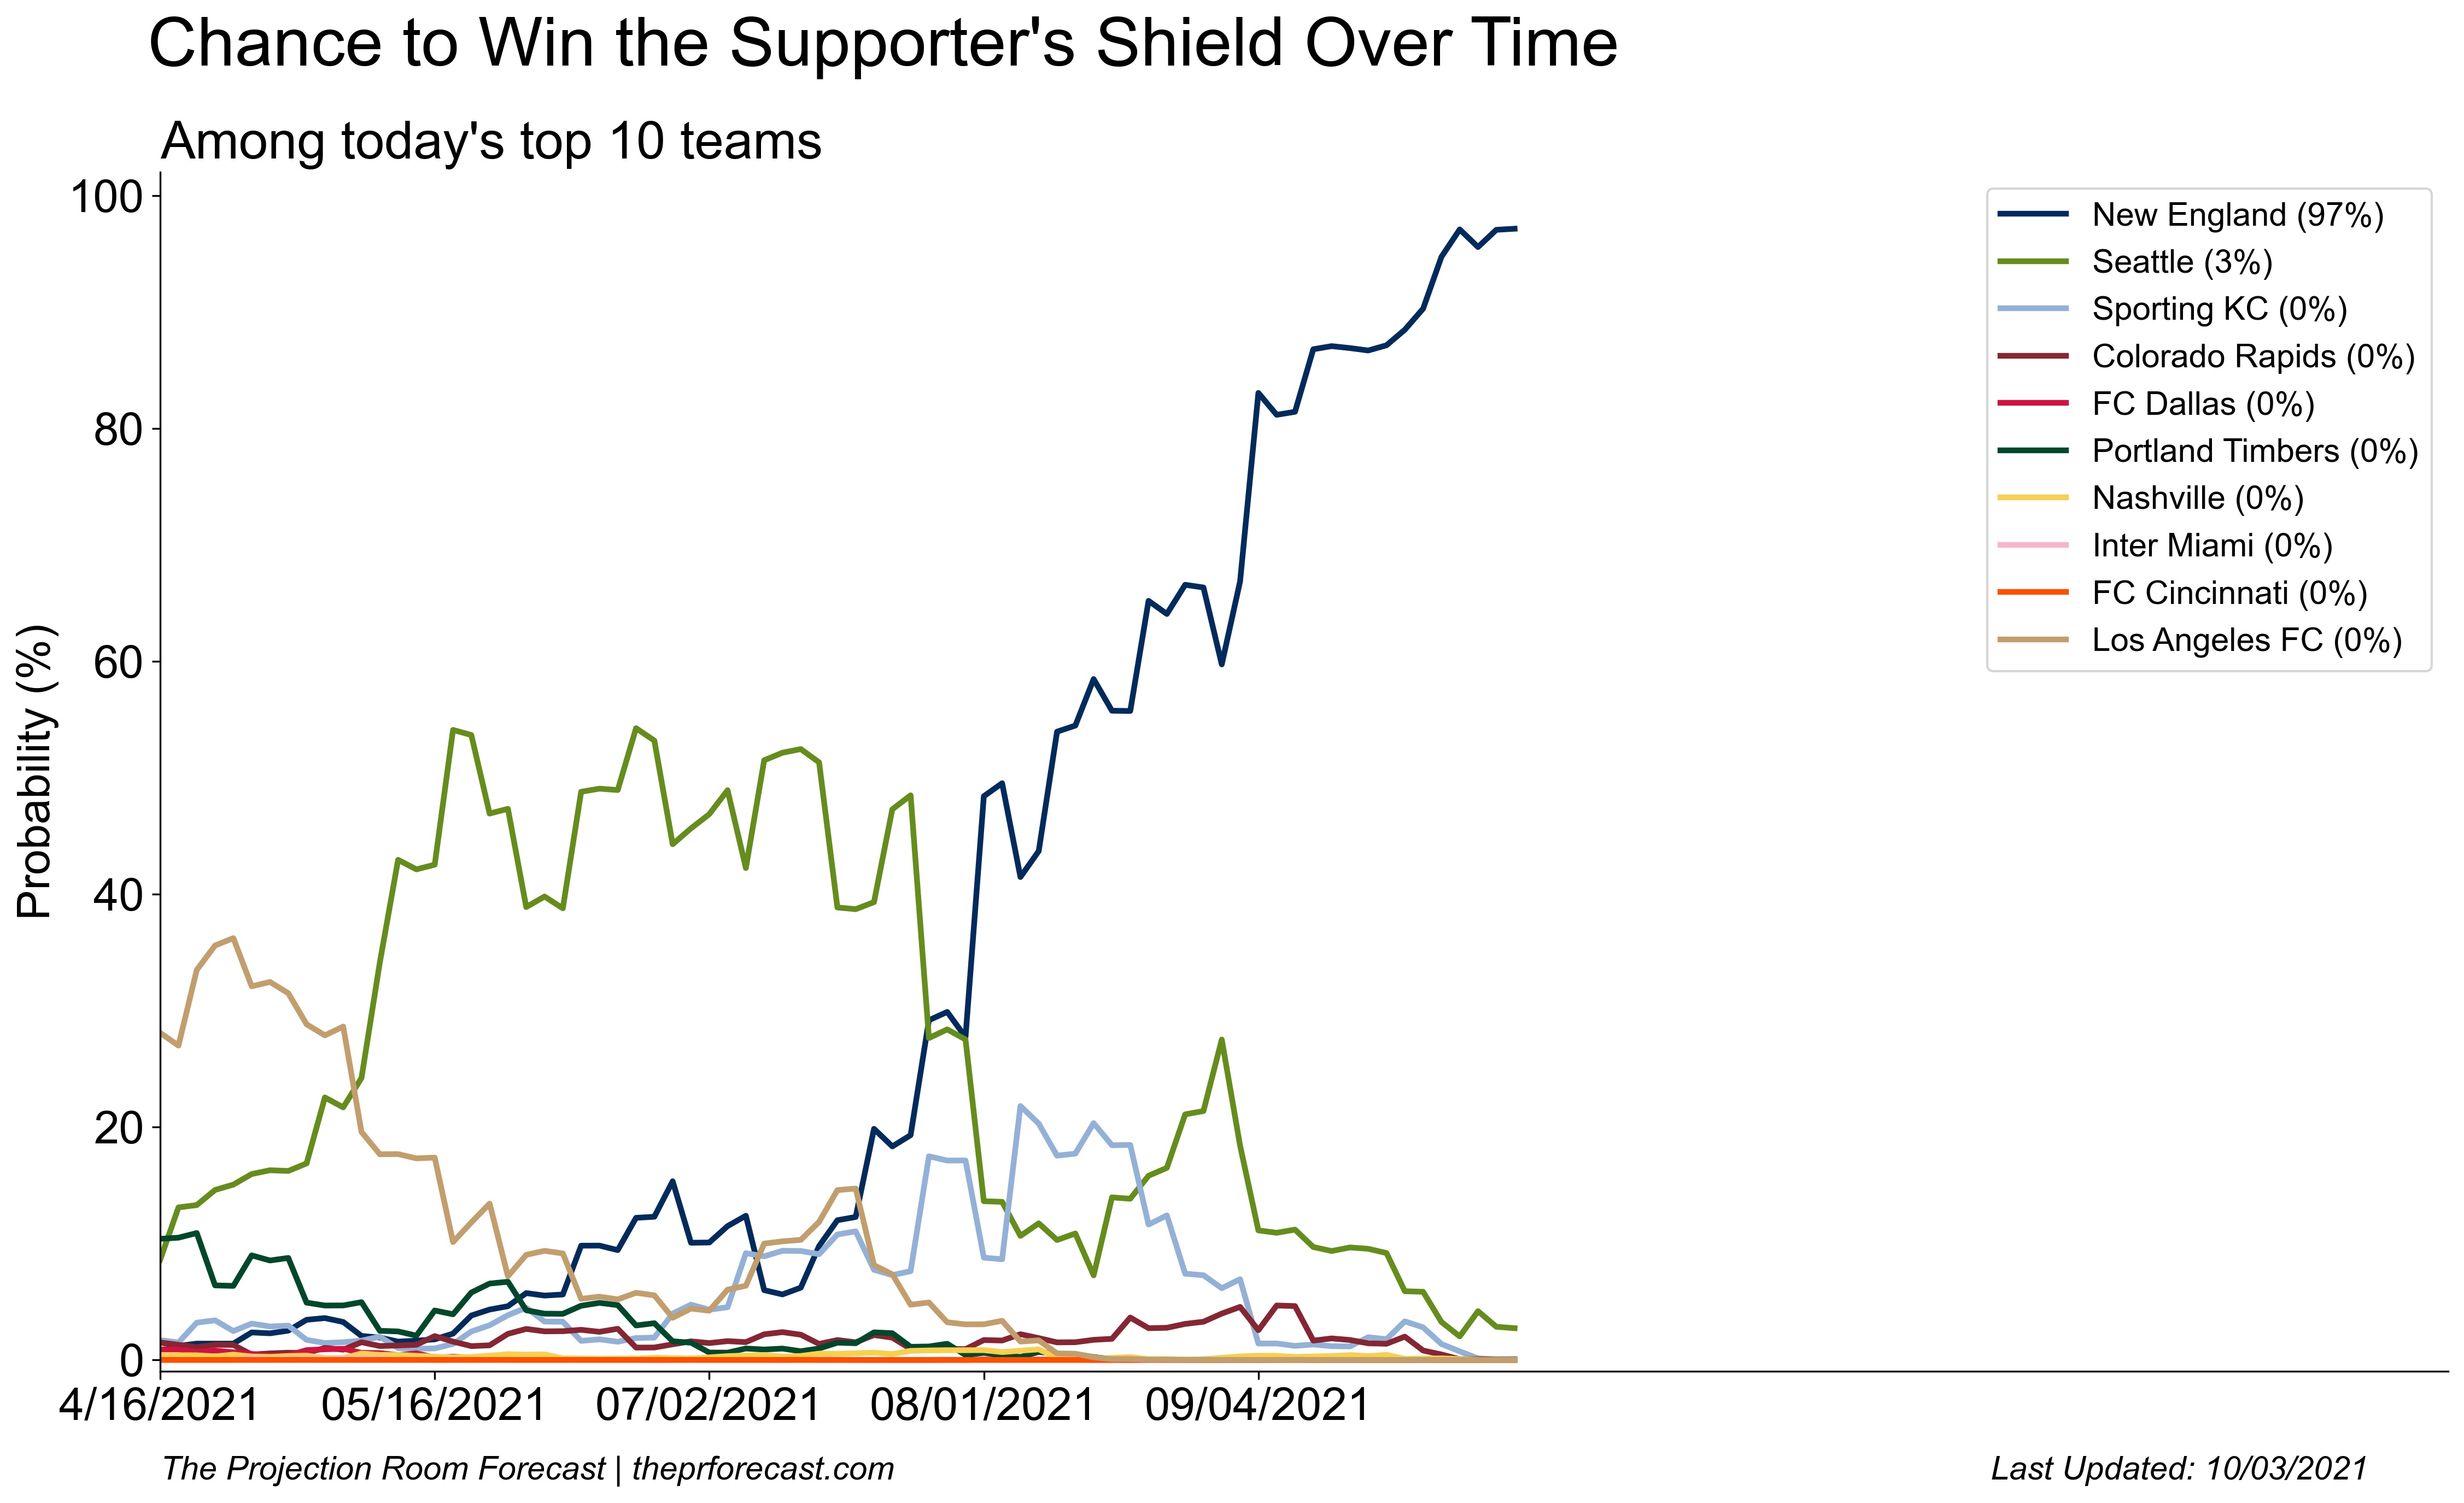 Chance to Win the Supporter's Shield Over Time
Among today's top 10 teams
100
80
60
40
20
0
Probability (%)
4/16/2021
05/16/2021
07/02/2021
08/01/2021
09/04/2021
New England (97%)
Seattle (3%)
Sporting KC (0%)
Colorado Rapids (0%)
FC Dallas (0%)
Portland Timbers (0%)
Nashville (0%)
Inter Miami (0%)
FC Cincinnati (0%)
Los Angeles FC (0%)
The Projection Room Forecast | theprforecast.com
Last Updated: 10/03/2021